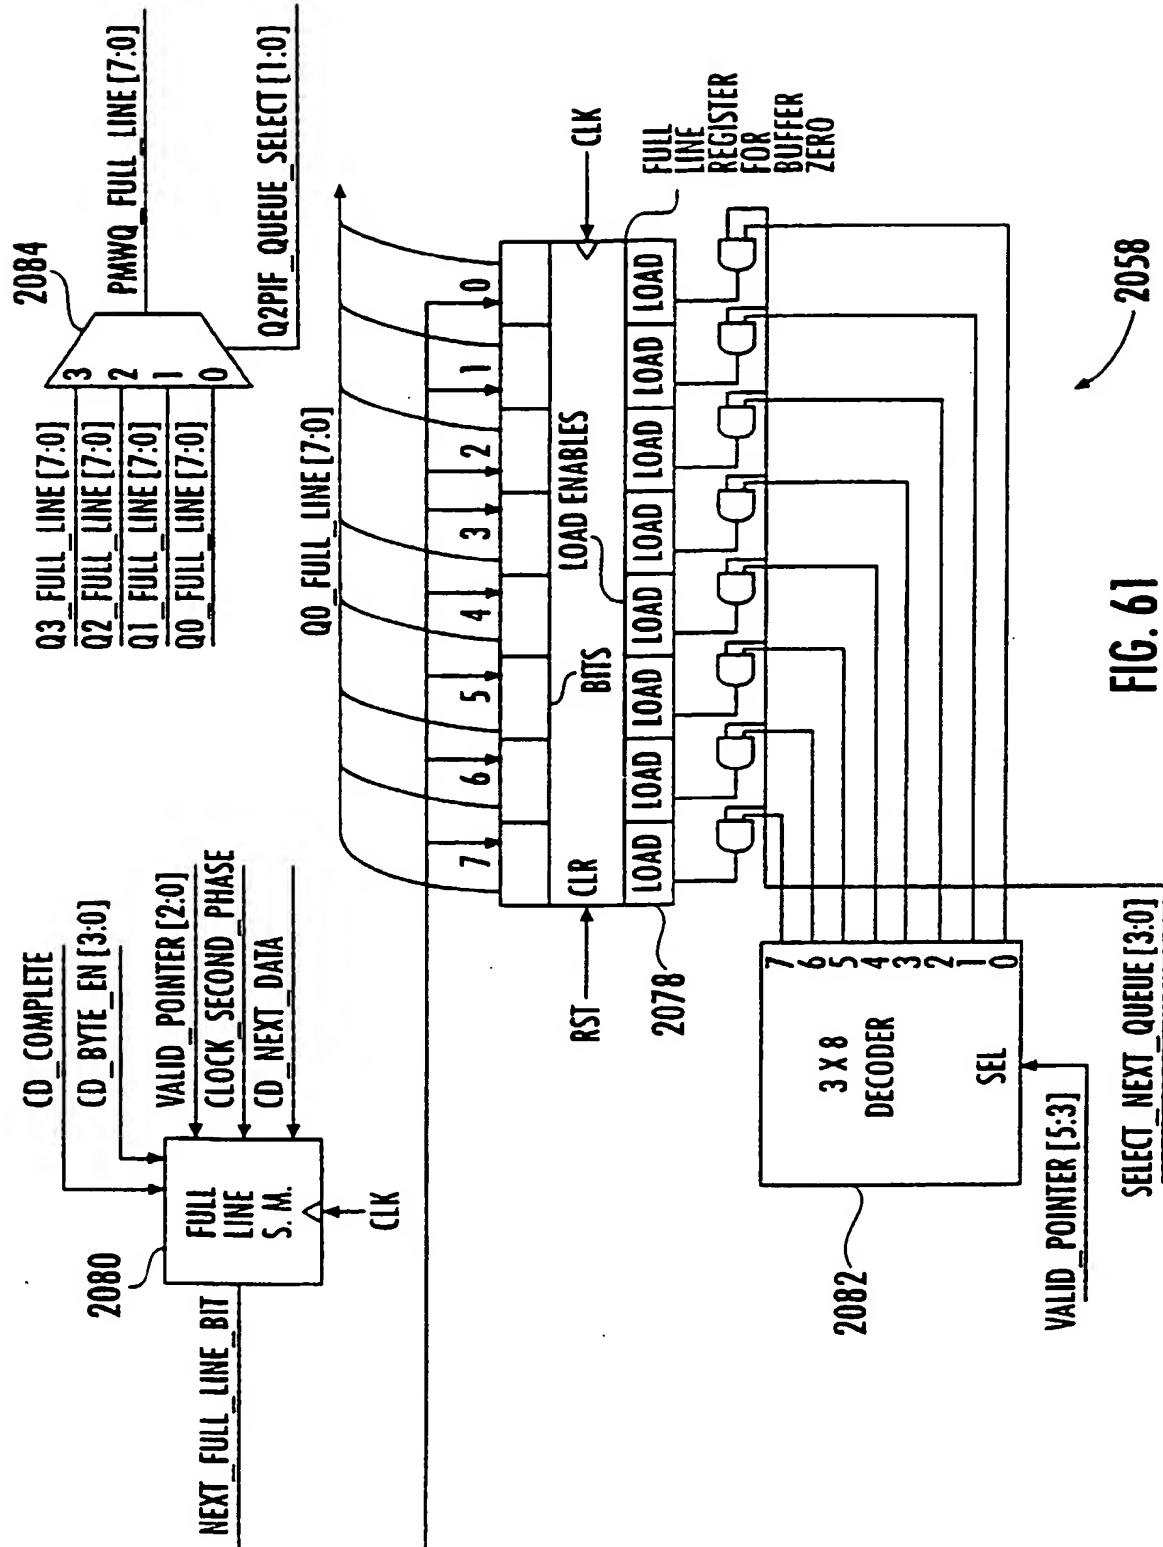 CD_COMPLETE
CD_BYTE_EN [3:0]
VALID_POINTER [2:0]
CLOCK_SECOND_PHASE
CD_NEXT_DATA
2080
FULL
LINE
S. M.
CLK
NEXT_FULL_LINE_BIT
Q3_FULL_LINE [7:0]
Q2_FULL_LINE [7:0]
Q1_FULL_LINE [7:0]
Q0_FULL_LINE [7:0]
3
2
1
0
2084
PMWQ_FULL_LINE [7:0]
Q2PIF_QUEUE_SELECT [1:0]
Q0_FULL_LINE [7:0]
7 6 5 4 3 2 1 0
BITS
RST
CLR
LOAD ENABLES
CLK
LOAD LOAD LOAD LOAD LOAD LOAD LOAD LOAD
2078
FULL
LINE
REGISTER
FOR
BUFFER
ZERO
7
6
5
4
3
2
1
0
3 X 8
DECODER
SEL
2082
VALID_POINTER [5:3]
SELECT_NEXT_QUEUE [3:0]
2058
FIG. 61